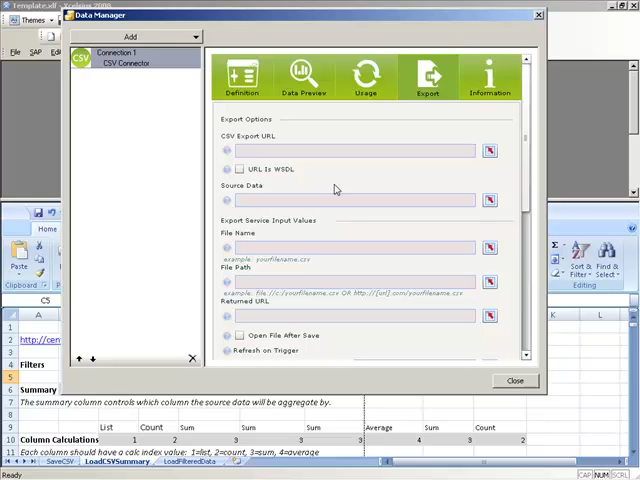 Template.xlf - Xcelsius 2008
Themes
File SAP
Data Manager
Add
CSV
Connection 1
CSV Connector
Definition Data Preview Usage Export Information
Export Options
CSV Export URL
URL Is WSDL
Source Data
Export Service Input Values
File Name
example: yourfilename.csv
File Path
example: file://c:/yourfilename.csv OR http://[url].com/yourfilename.csv
Returned URL
Open File After Save
Refresh on Trigger
Close
Home
Paste
Clipboard
Σ
Sort & Filter
Find & Select
Editing
C5
A K L
1
2 http://cen
3
4 Filters
5
6 Summary
7 The summary column controls which column the source data will be aggregate by.
8
9 List Count Sum Sum Sum Average Sum Count
10 Column Calculations 1 2 3 3 3 4 3 2
11 Each column should have a calc index value: 1=list, 2=count, 3=sum, 4=average
SaveCSV LoadCSVSummary LoadFilteredData
Ready
CAP NUM SCRL